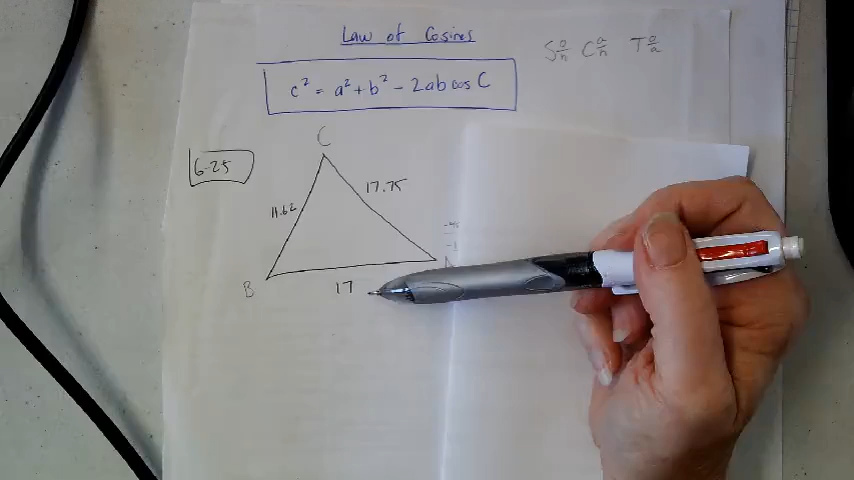 Law of Cosines
S o/h C a/h T o/a
c² = a² + b² - 2ab cos C
6-25
C
17.75
11.62
B
17